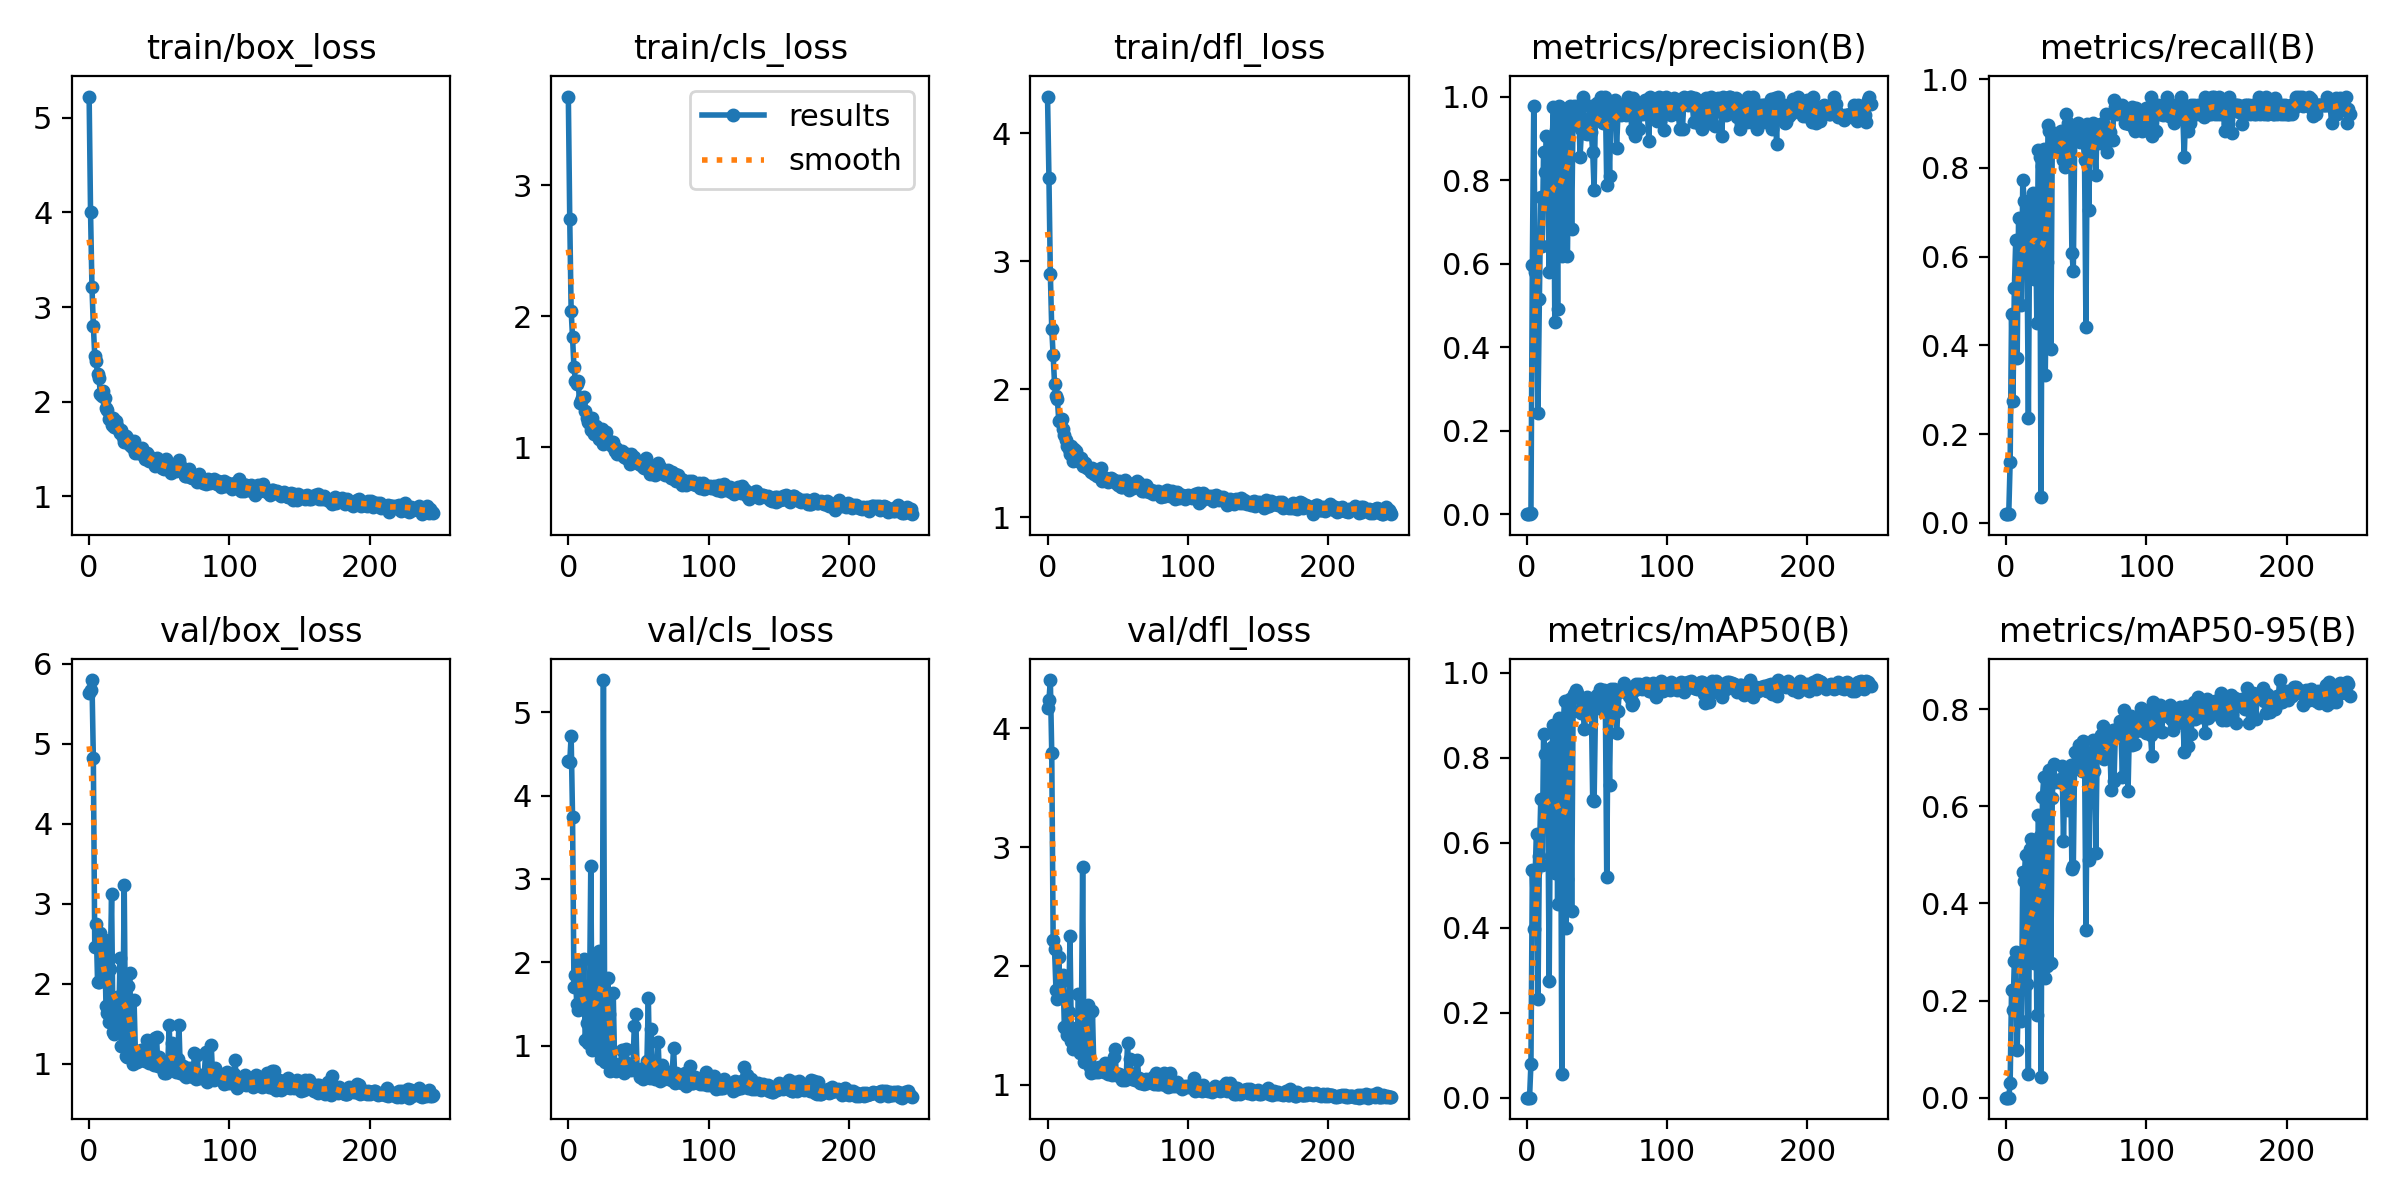 train/box_loss
train/cls_loss
train/dfl_loss
metrics/precision(B)
metrics/recall(B)
5
4
3
2
1
0 100 200
results
smooth
3
2
1
0 100 200
4
3
2
1
0 100 200
1.0
0.8
0.6
0.4
0.2
0.0
0 100 200
1.0
0.8
0.6
0.4
0.2
0.0
0 100 200
val/box_loss
val/cls_loss
val/dfl_loss
metrics/mAP50(B)
metrics/mAP50-95(B)
6
5
4
3
2
1
0 100 200
5
4
3
2
1
0 100 200
4
3
2
1
0 100 200
1.0
0.8
0.6
0.4
0.2
0.0
0 100 200
0.8
0.6
0.4
0.2
0.0
0 100 200